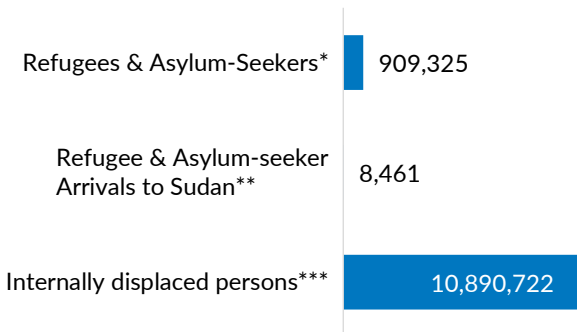 Refugees & Asylum-Seekers* 909,325
Refugee & Asylum-seeker
Arrivals to Sudan** 8,461
Internally displaced persons*** 10,890,722